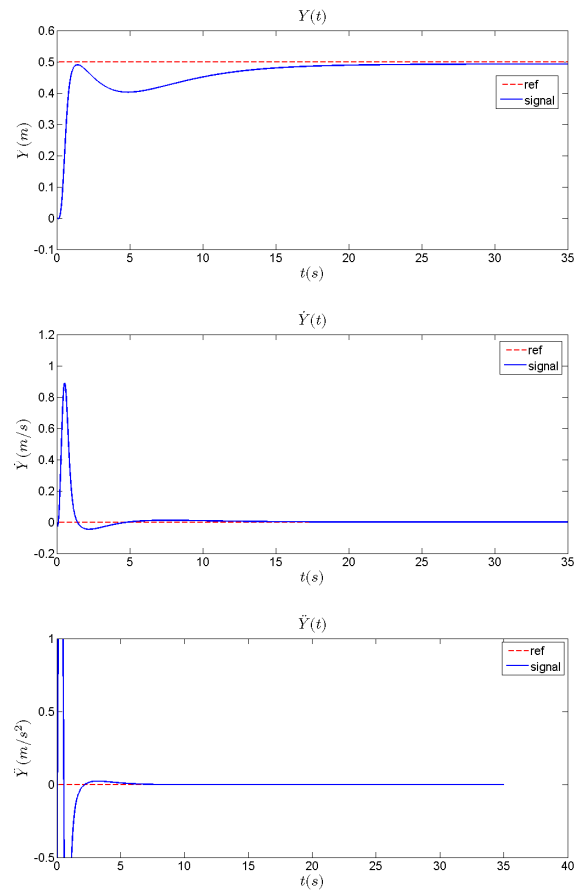 Y(t)
0.6
0.5
0.4
0.3
0.2
0.1
0
-0.1
Y (m)
ref
signal
0 5 10 15 20 25 30 35
t(s)
Ẏ(t)
1.2
1
0.8
0.6
0.4
0.2
0
-0.2
Ẏ (m/s)
ref
signal
0 5 10 15 20 25 30 35
t(s)
Ÿ(t)
1
0.5
0
-0.5
Ÿ (m/s²)
ref
signal
0 5 10 15 20 25 30 35 40
t(s)